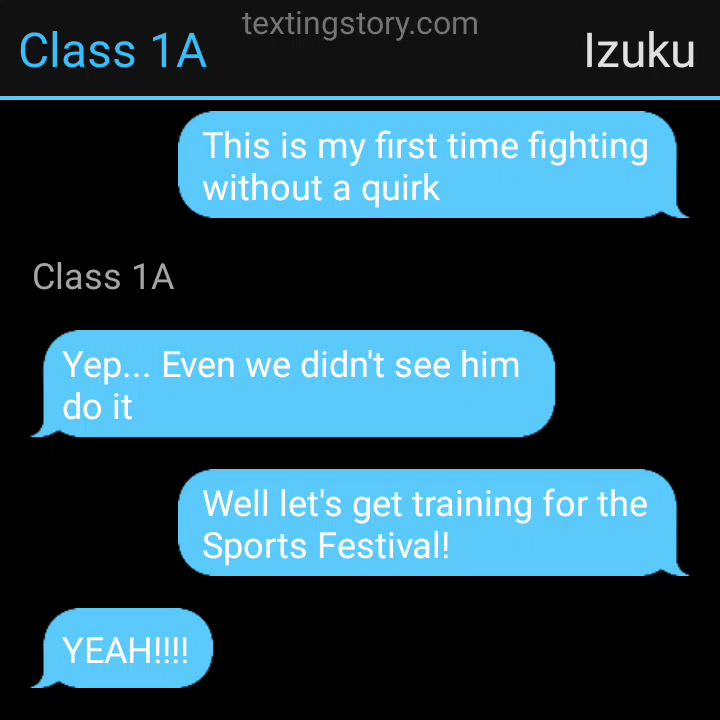 textingstory.com
Class 1A
Izuku
This is my first time fighting
without a quirk
Class 1A
Yep... Even we didn't see him
do it
Well let's get training for the
Sports Festival!
YEAH!!!!